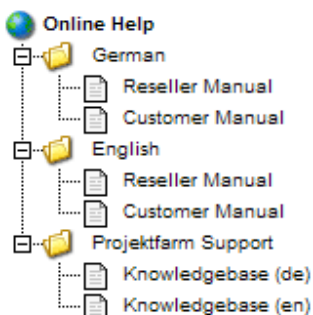 Online Help
German
Reseller Manual
Customer Manual
English
Reseller Manual
Customer Manual
Projektfarm Support
Knowledgebase (de)
Knowledgebase (en)